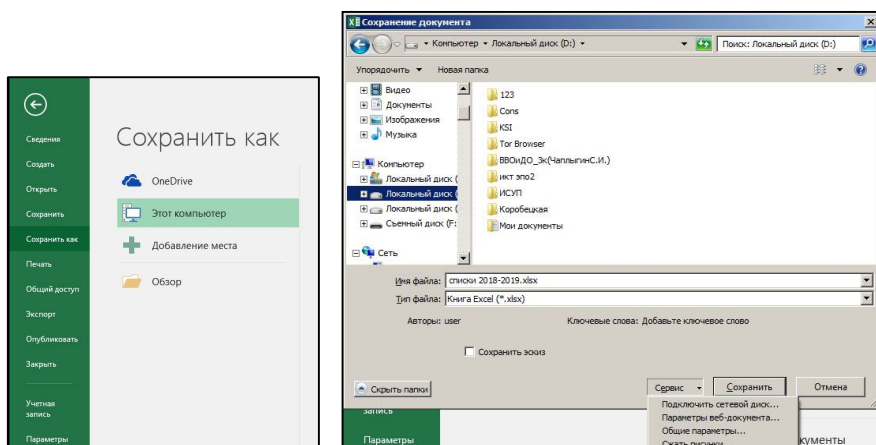 Сохранить как
Сведения
Создать
Открыть
Сохранить
Сохранить как
Печать
Общий доступ
Экспорт
Опубликовать
Закрыть
Учетная
запись
Параметры
OneDrive
Этот компьютер
Добавление места
Обзор
Сохранение документа
Компьютер
Локальный диск (D:)
Поиск: Локальный диск (D:)
Упорядочить
Новая папка
Видео
Документы
Изображения
Музыка
Компьютер
Локальный диск (
Локальный диск (
Локальный диск (
Съемный диск (F:
Сеть
123
Cons
KSI
Tor Browser
ВВОиДО_3к(ЧаплыгинС.И.)
икт эпо2
ИСУП
Коробецкая
Мои документы
Имя файла: списки 2018-2019.xlsx
Тип файла: Книга Excel (*.xlsx)
Авторы: user
Ключевые слова: Добавьте ключевое слово
Сохранить эскиз
Скрыть папки
Сервис
Сохранить
Отмена
Подключить сетевой диск...
Параметры веб-документа...
Общие параметры...
Сжать рисунки
запись
Параметры
кументы